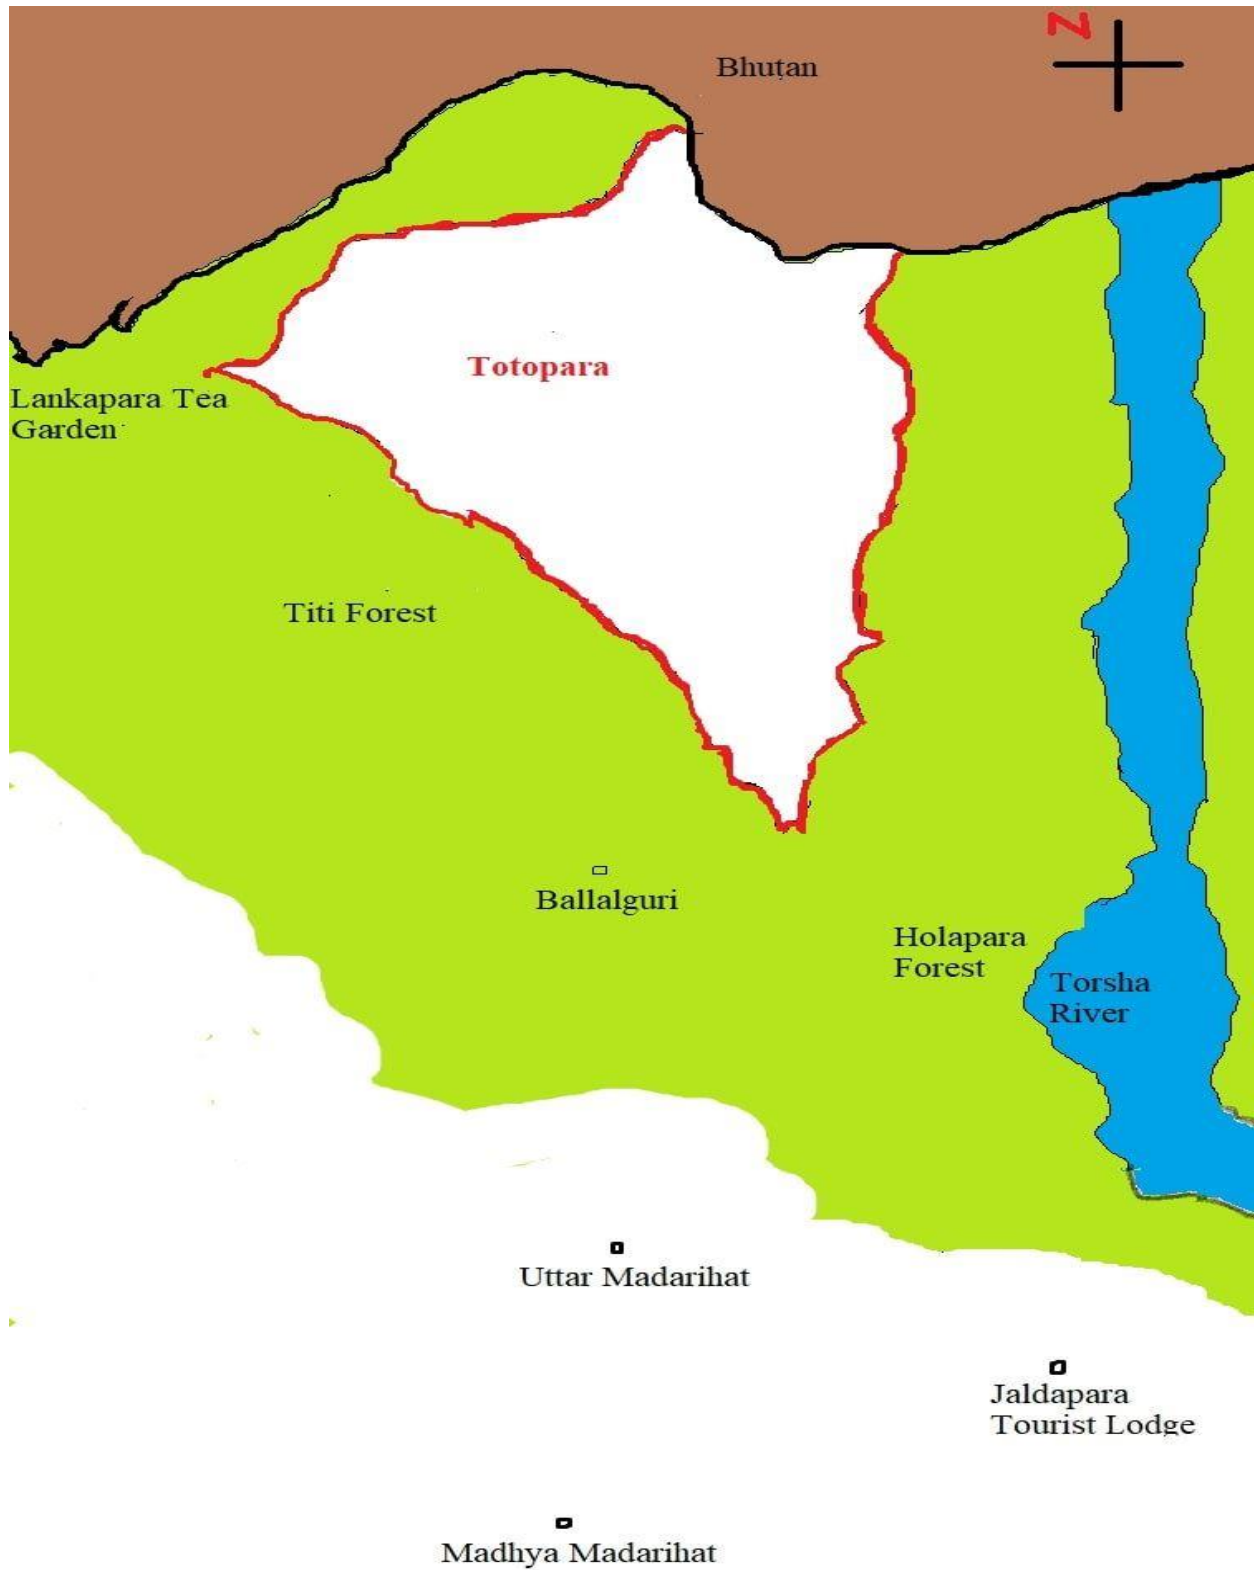 N
Bhutan
Totopara
Lankapara Tea
Garden
Titi Forest
Ballalguri
Holapara
Forest
Torsha
River
Uttar Madarihat
Jaldapara
Tourist Lodge
Madhya Madarihat